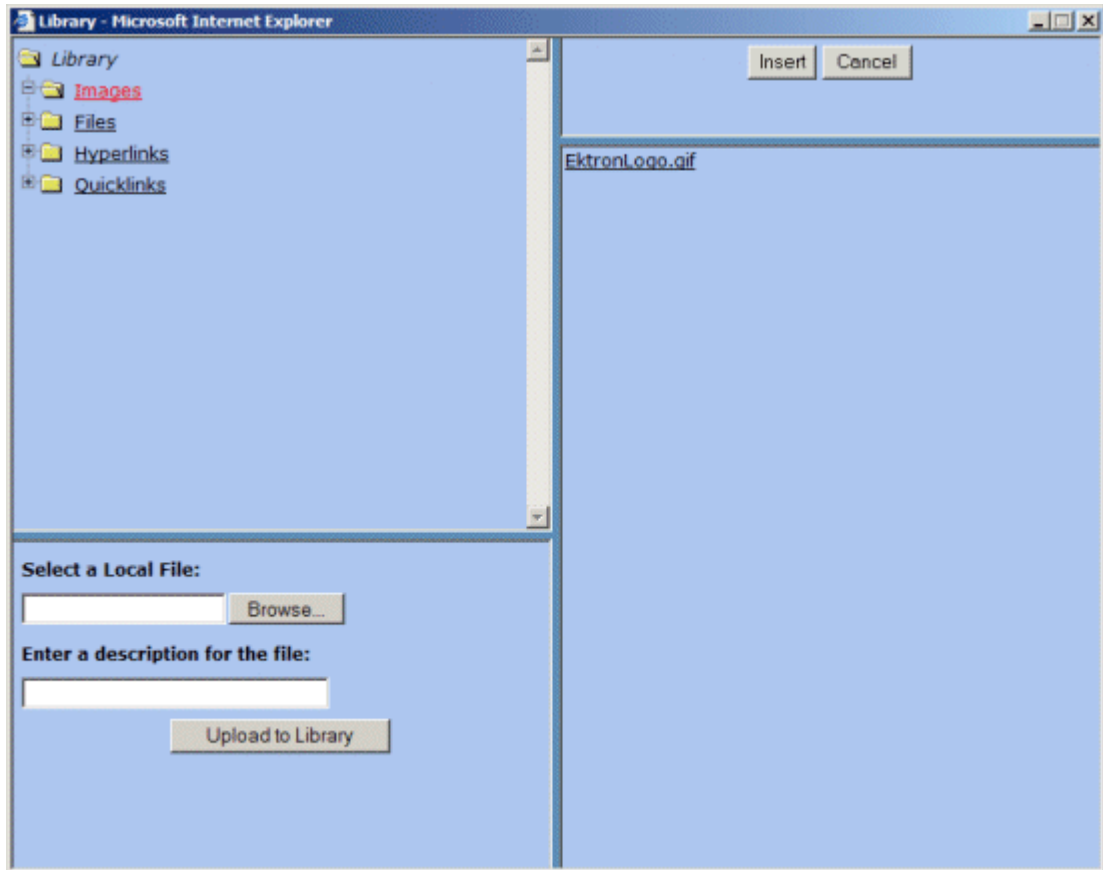 Library - Microsoft Internet Explorer
Library
Images
Files
Hyperlinks
Quicklinks
Insert Cancel
EktronLogo.gif
Select a Local File:
Browse...
Enter a description for the file:
Upload to Library